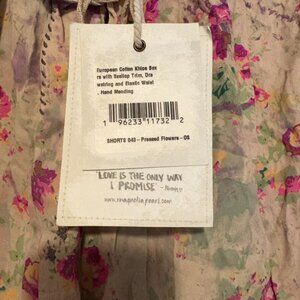 European Cotton Khloe Box
rs with Scallop Trim, Dra
wstring and Elastic Waist
. Hand Mending
1 96233 11732 2
SHORTS 043 - Pressed Flowers - OS
"LOVE IS THE ONLY WAY
I PROMISE"
www.magnoliapearl.com